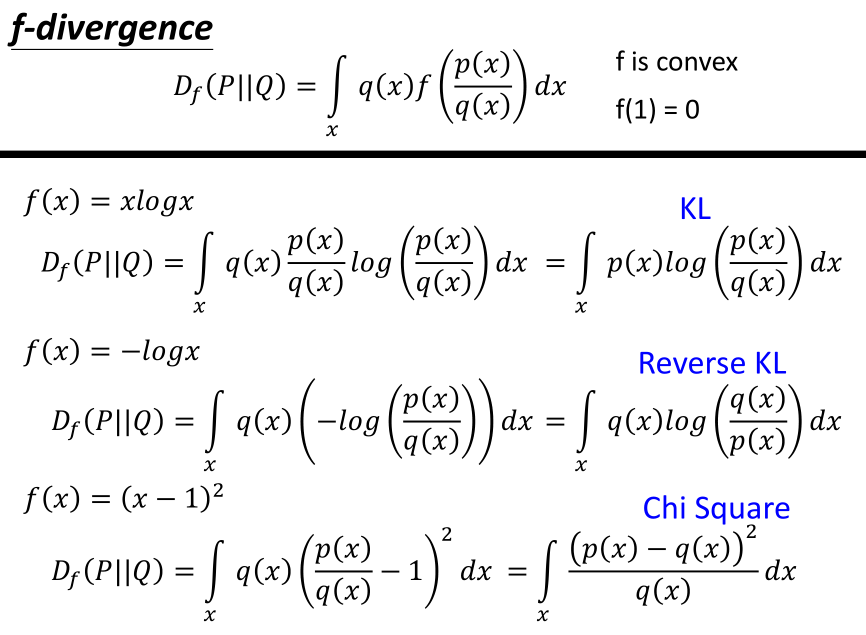 f-divergence
D_f(P||Q) = ∫_x q(x)f(p(x)/q(x))dx
f is convex
f(1) = 0
f(x) = xlogx
KL
D_f(P||Q) = ∫_x q(x) p(x)/q(x) log(p(x)/q(x))dx = ∫_x p(x)log(p(x)/q(x))dx
f(x) = −logx
Reverse KL
D_f(P||Q) = ∫_x q(x)(−log(p(x)/q(x)))dx = ∫_x q(x)log(q(x)/p(x))dx
f(x) = (x − 1)²
Chi Square
D_f(P||Q) = ∫_x q(x)(p(x)/q(x) − 1)² dx = ∫_x (p(x) − q(x))²/q(x) dx